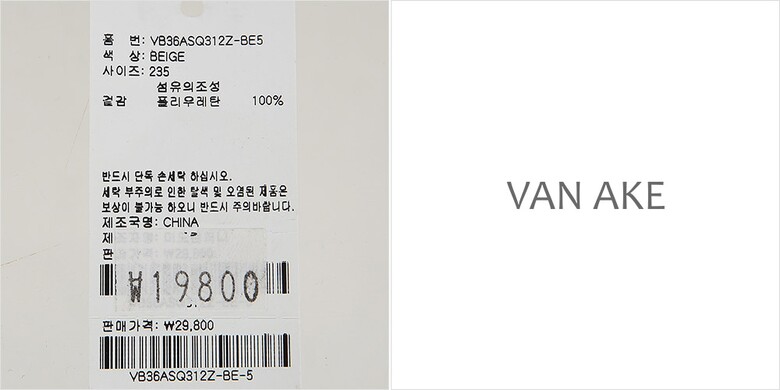 품 번: VB36ASQ312Z-BE5
색 상: BEIGE
사이즈: 235
섬유의조성
겉감 폴리우레탄 100%
반드시 단독 손세탁 하십시오.
세탁 부주의로 인한 탈색 및 오염된 제품은
보상이 불가능 하오니 반드시 주의바랍니다.
제조국명: CHINA
제
판
₩19800
판매가격: ₩29,800
VB36ASQ312Z-BE-5
VAN AKE